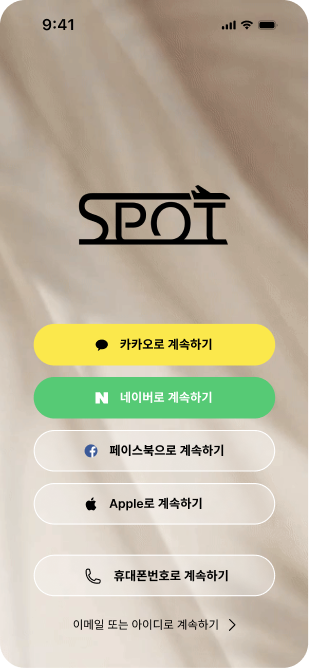 9:41
SPOT
카카오로 계속하기
네이버로 계속하기
페이스북으로 계속하기
Apple로 계속하기
휴대폰번호로 계속하기
이메일 또는 아이디로 계속하기